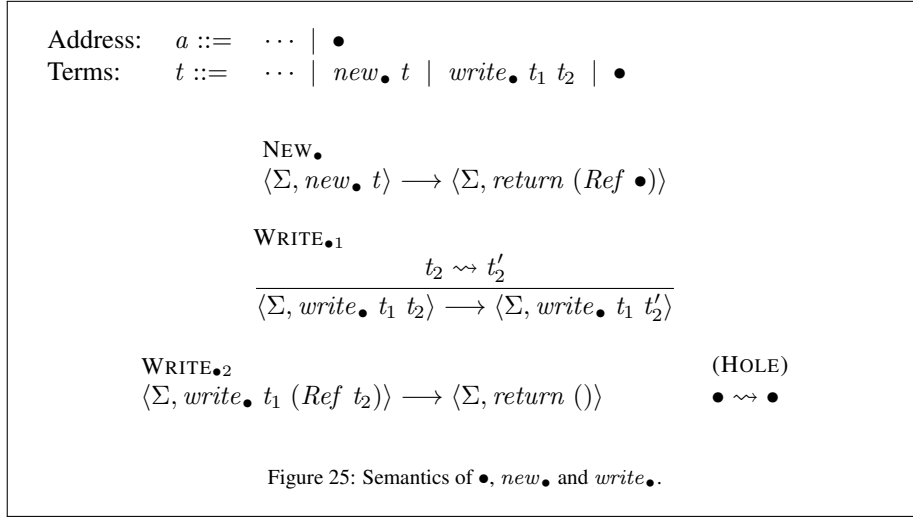 Address: a ::= ··· | •
Terms: t ::= ··· | new• t | write• t₁ t₂ | •
NEW•
⟨Σ, new• t⟩ ⟶ ⟨Σ, return (Ref •)⟩
WRITE•1
t₂ ⇝ t₂′
⟨Σ, write• t₁ t₂⟩ ⟶ ⟨Σ, write• t₁ t₂′⟩
WRITE•2 (HOLE)
⟨Σ, write• t₁ (Ref t₂)⟩ ⟶ ⟨Σ, return ()⟩ • ⇝ •
Figure 25: Semantics of •, new• and write•.